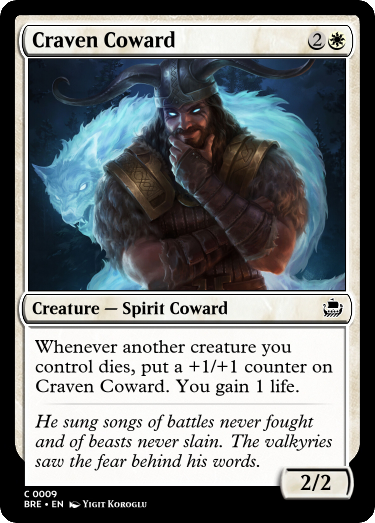 Craven Coward 2
Creature — Spirit Coward
Whenever another creature you
control dies, put a +1/+1 counter on
Craven Coward. You gain 1 life.
He sung songs of battles never fought
and of beasts never slain. The valkyries
saw the fear behind his words.
2/2
C 0009
BRE • EN Yigit Koroglu